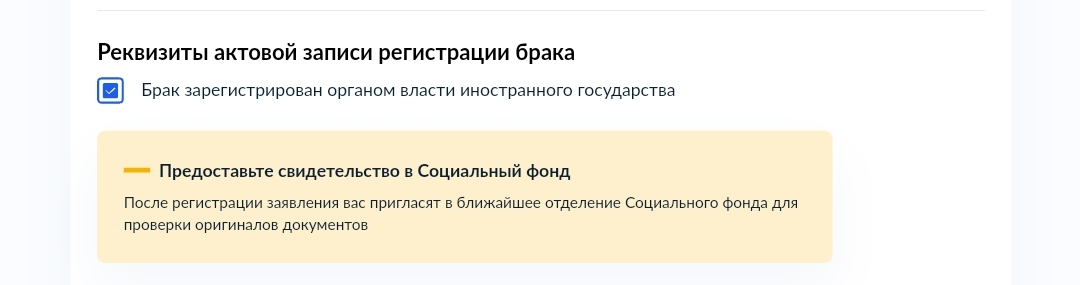 Реквизиты актовой записи регистрации брака
Брак зарегистрирован органом власти иностранного государства
Предоставьте свидетельство в Социальный фонд
После регистрации заявления вас пригласят в ближайшее отделение Социального фонда для
проверки оригиналов документов